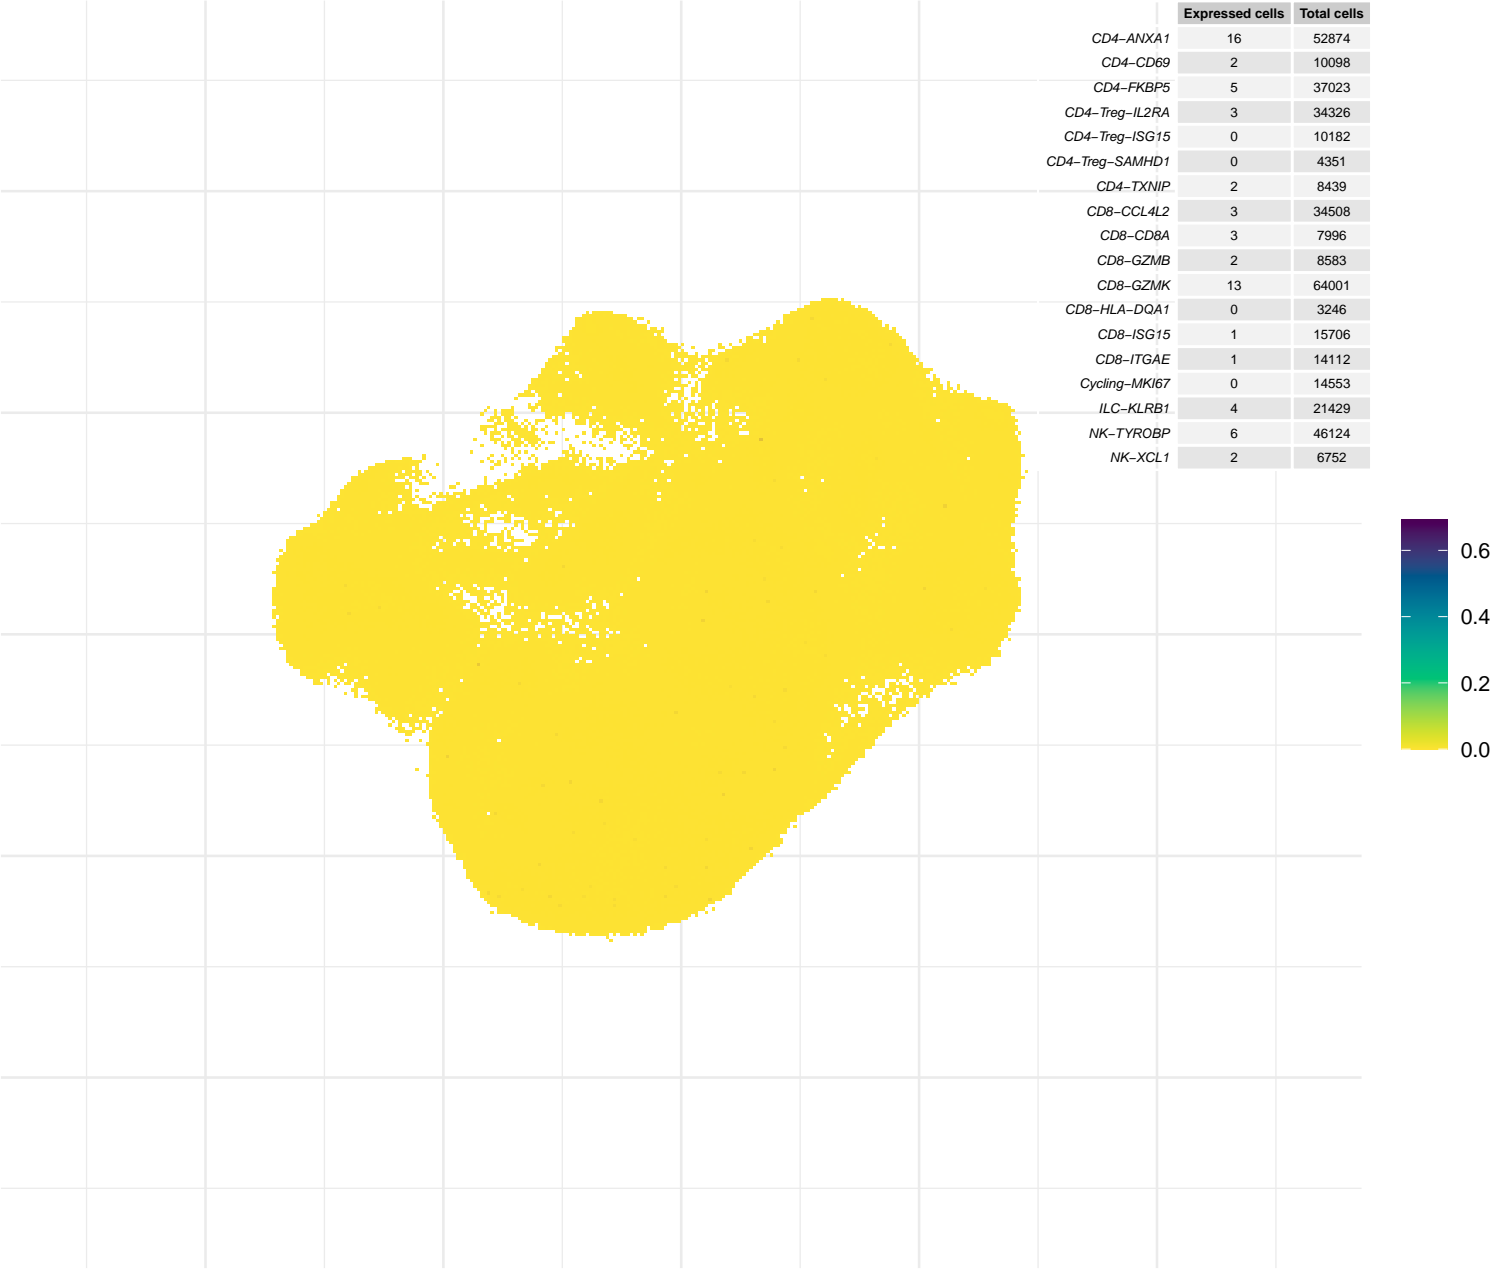 Expressed cells Total cells
CD4−ANXA1 16 52874
CD4−CD69 2 10098
CD4−FKBP5 5 37023
CD4−Treg−IL2RA 3 34326
CD4−Treg−ISG15 0 10182
CD4−Treg−SAMHD1 0 4351
CD4−TXNIP 2 8439
CD8−CCL4L2 3 34508
CD8−CD8A 3 7996
CD8−GZMB 2 8583
CD8−GZMK 13 64001
CD8−HLA−DQA1 0 3246
CD8−ISG15 1 15706
CD8−ITGAE 1 14112
Cycling−MKI67 0 14553
ILC−KLRB1 4 21429
NK−TYROBP 6 46124
NK−XCL1 2 6752
0.6
0.4
0.2
0.0